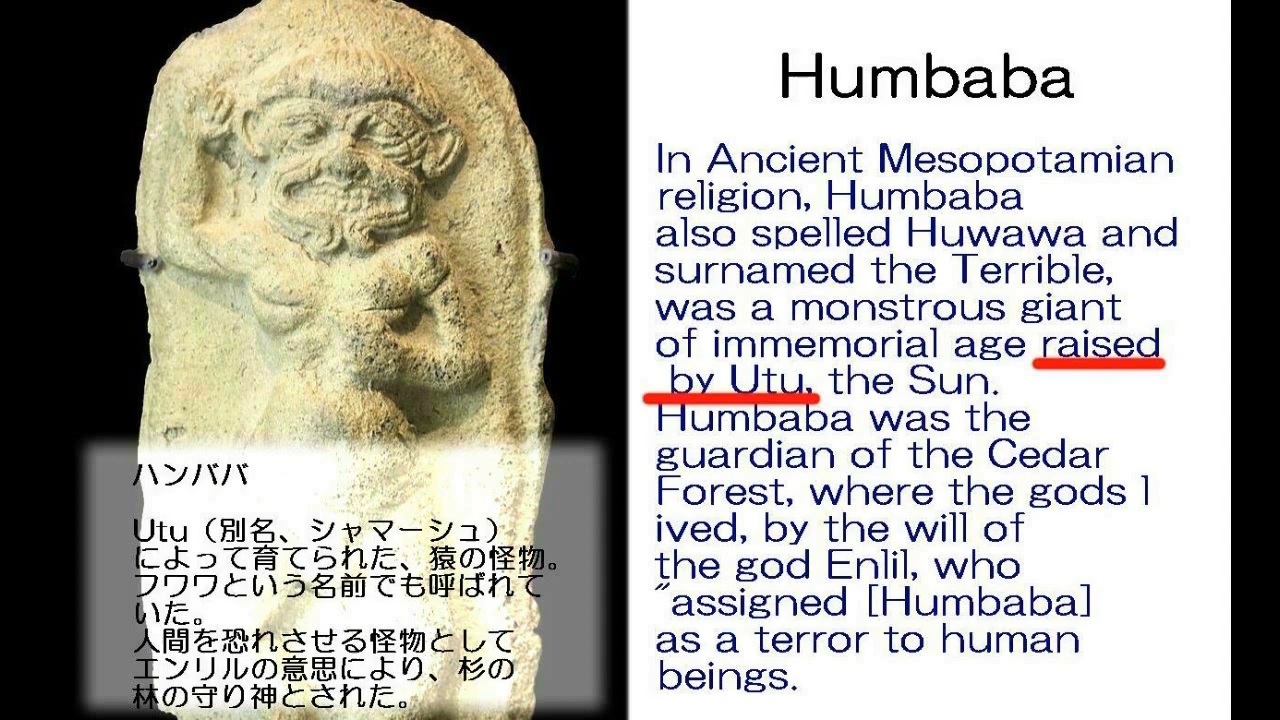 Humbaba
In Ancient Mesopotamian
religion, Humbaba
also spelled Huwawa and
surnamed the Terrible,
was a monstrous giant
of immemorial age raised
by Utu, the Sun.
Humbaba was the
guardian of the Cedar
Forest, where the gods l
ived, by the will of
the god Enlil, who
"assigned [Humbaba]
as a terror to human
beings.
ハンババ
Utu（別名、シャマーシュ）
によって育てられた、猿の怪物。
フワワという名前でも呼ばれて
いた。
人間を恐れさせる怪物として
エンリルの意思により、杉の
林の守り神とされた。